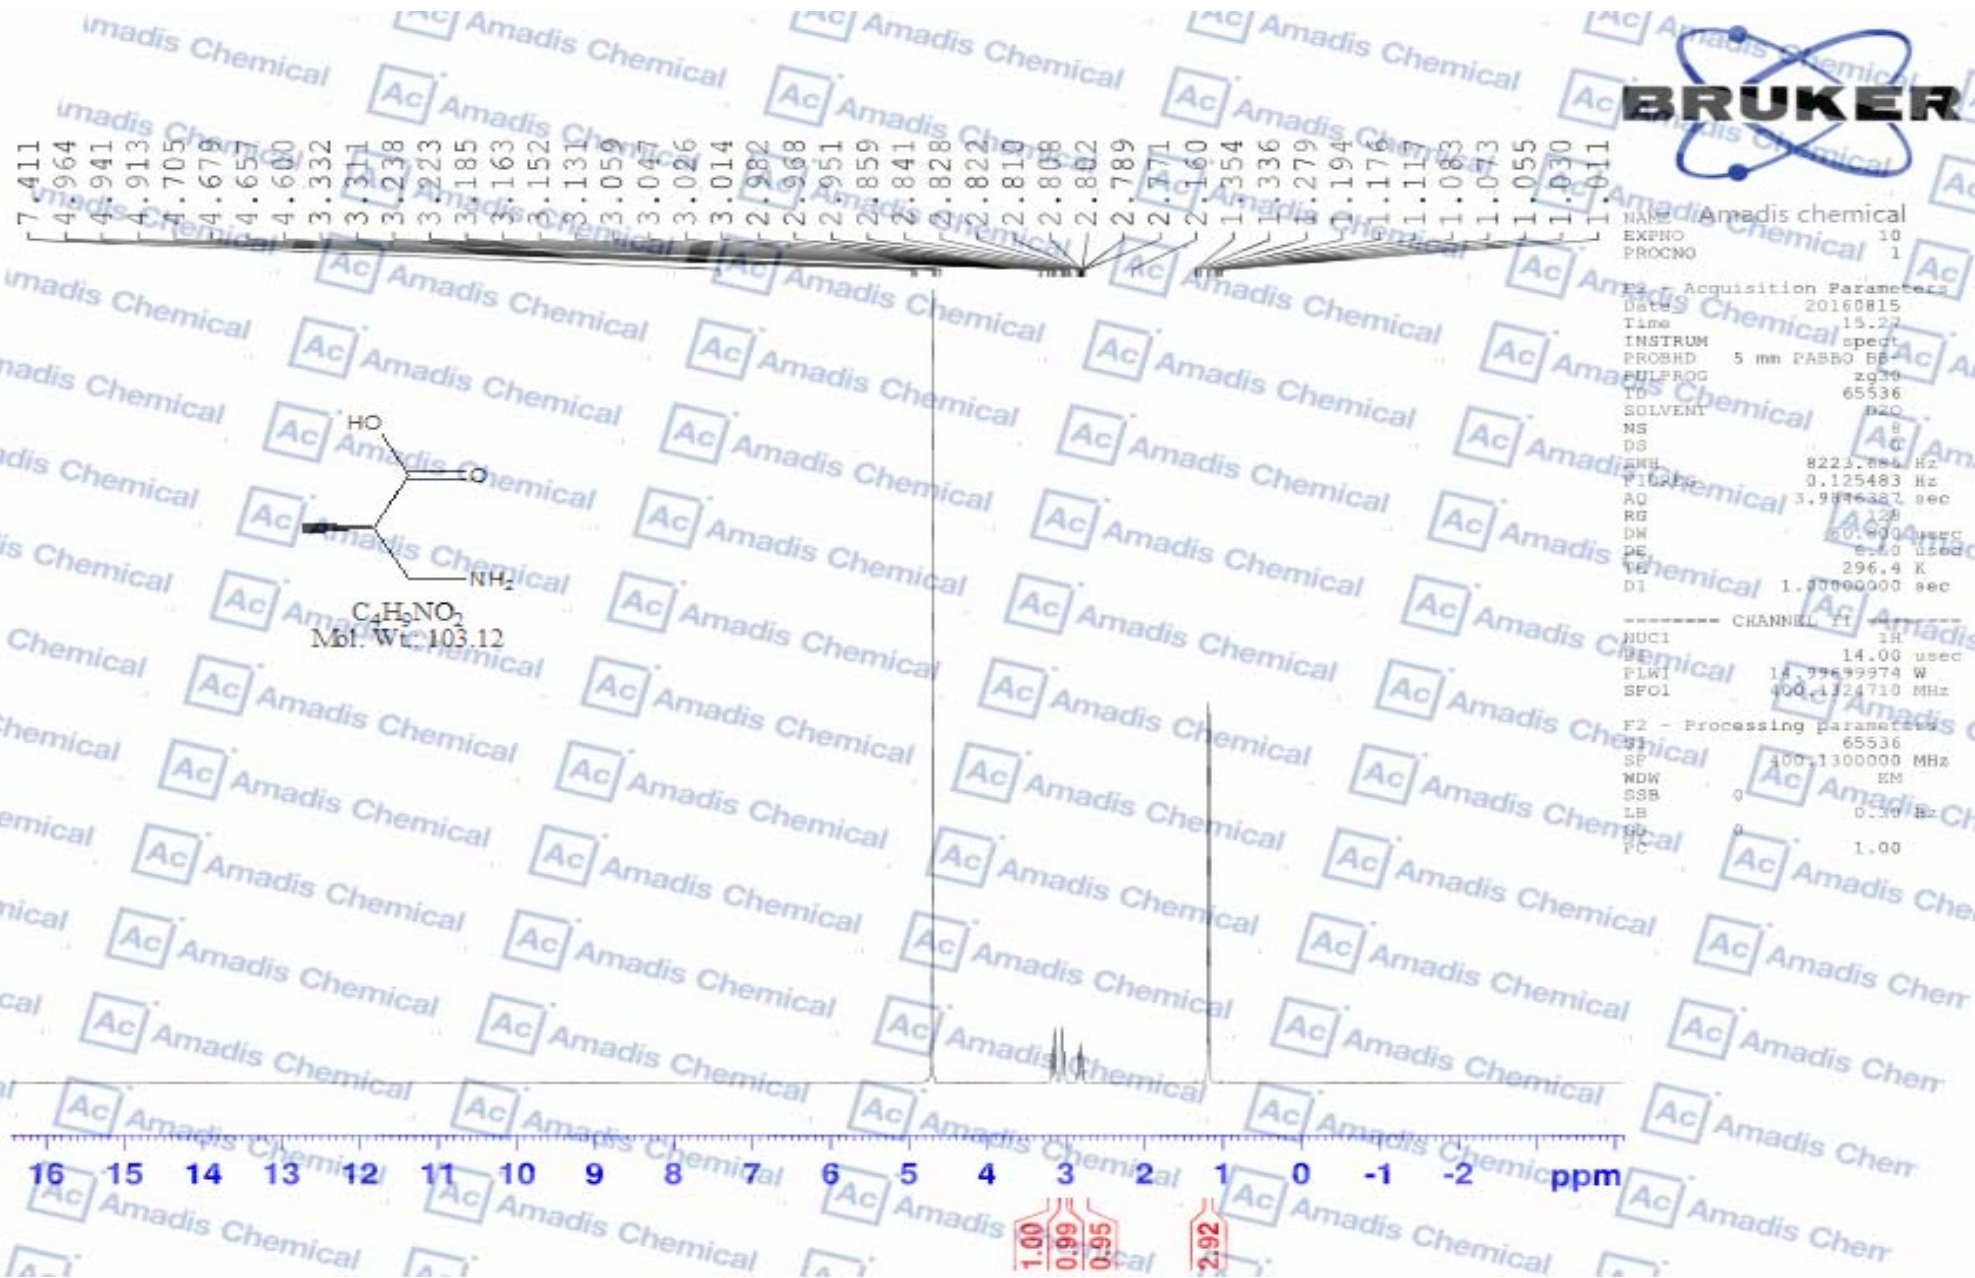 BRUKER
7.411
4.964
4.941
4.913
4.705
4.679
4.657
4.600
3.332
3.311
3.238
3.223
3.185
3.163
3.152
3.131
3.059
3.047
3.026
3.014
2.982
2.968
2.951
2.859
2.841
2.828
2.822
2.810
2.808
2.802
2.789
2.771
2.160
1.354
1.336
1.279
1.194
1.176
1.117
1.083
1.073
1.055
1.030
1.011
NAME Amadis chemical
EXPNO 10
PROCNO 1
F2 - Acquisition Parameters
Date_ 20160815
Time 15.27
INSTRUM spect
PROBHD 5 mm PABBO BB-
PULPROG zg30
TD 65536
SOLVENT D2O
NS 8
DS 0
SWH 8223.685 Hz
FIDRES 0.125483 Hz
AQ 3.9846387 sec
RG 128
DW 60.800 usec
DE 6.50 usec
TE 296.4 K
D1 1.00000000 sec
======== CHANNEL f1 ========
NUC1 1H
14.00 usec
PLW1 14.99699974 W
SFO1 400.1324710 MHz
F2 - Processing parameters
SI 65536
SF 400.1300000 MHz
WDW EM
SSB 0
LB 0.30 Hz
GB 0
PC 1.00
HO
O
NH2
C4H9NO2
Mol. Wt.: 103.12
16 15 14 13 12 11 10 9 8 7 6 5 4 3 2 1 0 -1 -2 ppm
1.00
0.99
0.95
2.92
Ac Amadis Chemical